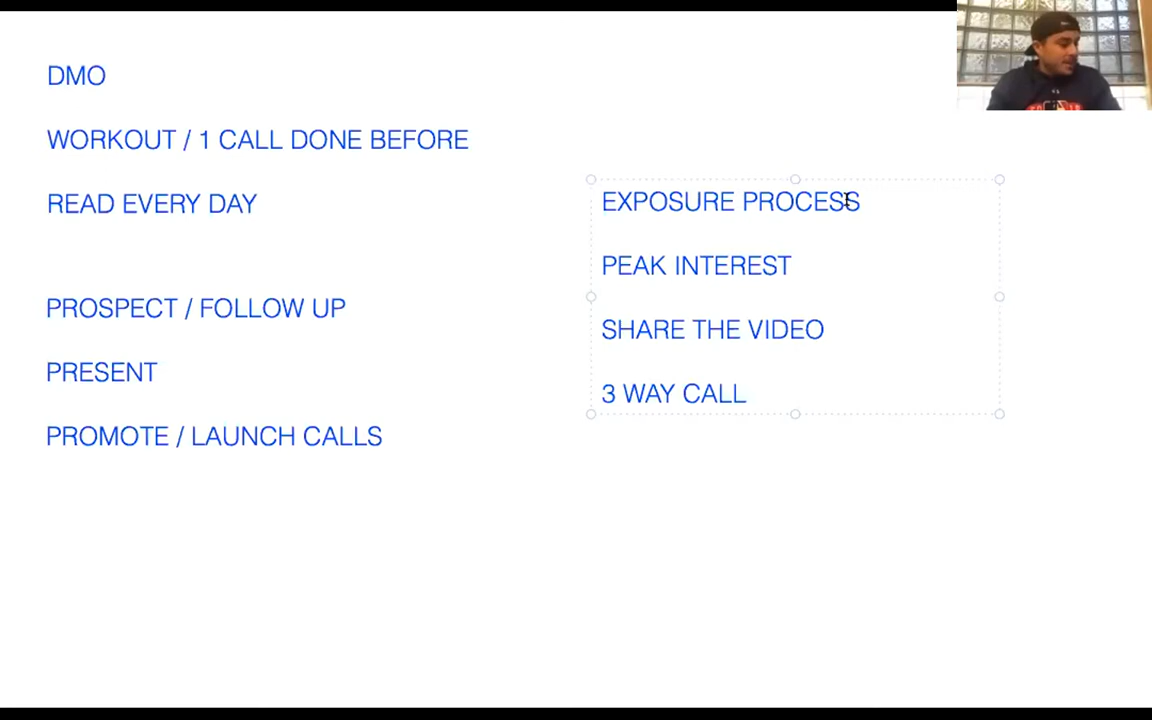 DMO
WORKOUT / 1 CALL DONE BEFORE
READ EVERY DAY
PROSPECT / FOLLOW UP
PRESENT
PROMOTE / LAUNCH CALLS
EXPOSURE PROCESS
PEAK INTEREST
SHARE THE VIDEO
3 WAY CALL